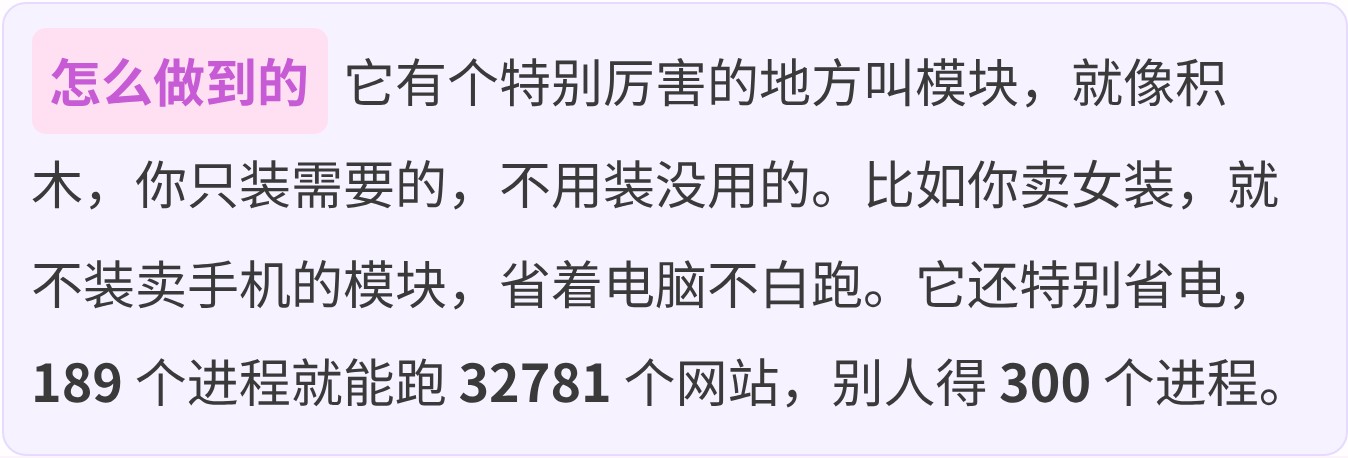 怎么做到的 它有个特别厉害的地方叫模块，就像积
木，你只装需要的，不用装没用的。比如你卖女装，就
不装卖手机的模块，省着电脑不白跑。它还特别省电，
189 个进程就能跑 32781 个网站，别人得 300 个进程。